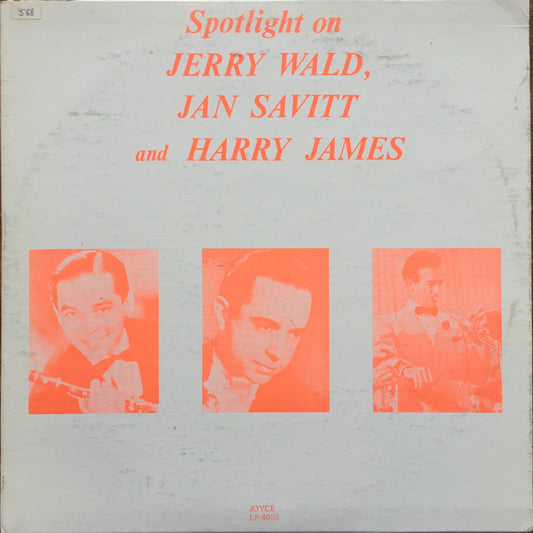 588
Spotlight on
JERRY WALD,
JAN SAVITT
and HARRY JAMES
JOYCE
LP-4002